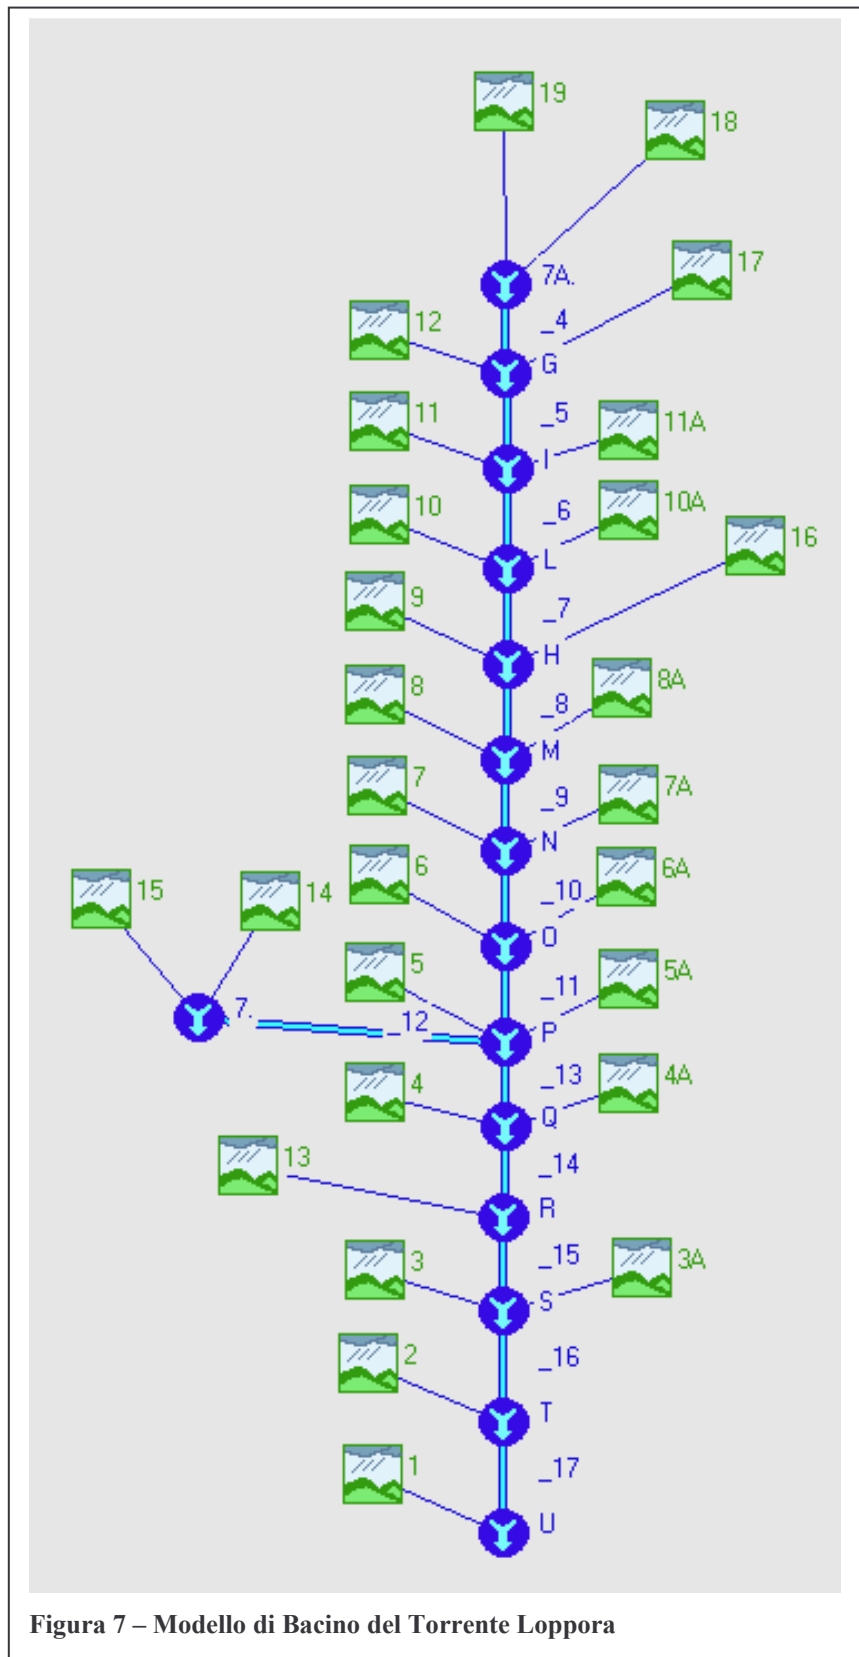 19
18
17
7A.
12
_4
G
11
_5
11A
I
10
_6
10A
L
16
9
_7
H
8
_8
8A
M
7
_9
7A
N
6
_10
6A
O
15
14
5
_11
5A
7.
_12
P
4
_13
4A
Q
13
_14
R
3
_15
3A
S
2
_16
T
1
_17
U
Figura 7 – Modello di Bacino del Torrente Loppora